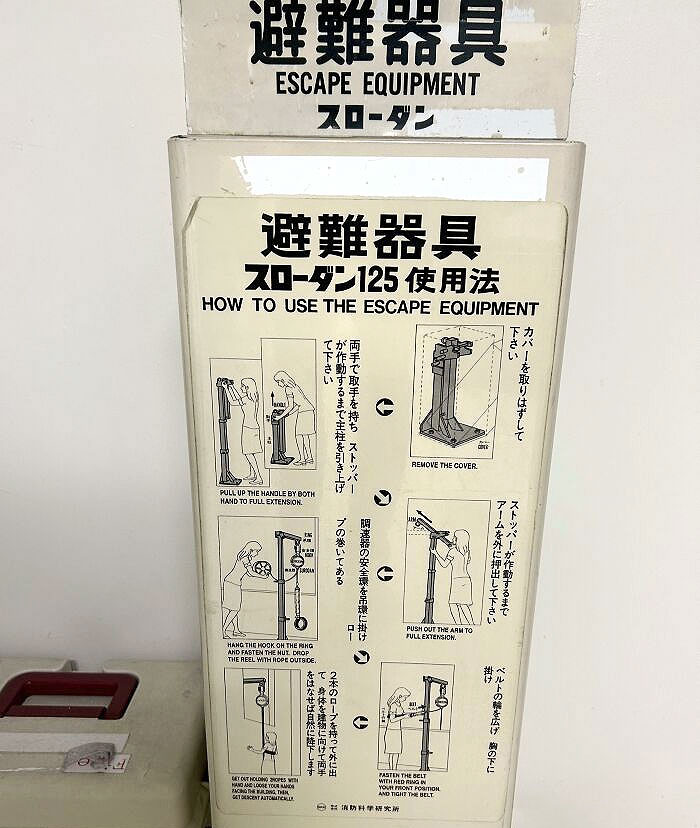 避難器具
ESCAPE EQUIPMENT
スローダン
避難器具
スローダン125使用法
HOW TO USE THE ESCAPE EQUIPMENT
カバーを取りはずして
下さい
COVER
REMOVE THE COVER.
両手で取手を持ち ストッパー
が作動するまで主柱を引き上げ
て下さい
HANDLE
PULL UP THE HANDLE BY BOTH
HAND TO FULL EXTENSION.
ストッパーが作動するまで
アームを外に押出して下さい
ARM
PUSH OUT THE ARM TO
FULL EXTENSION.
調速器の安全環を吊環に掛け ロー
プの巻いてある
RING
HANG THE HOOK ON THE RING
AND FASTEN THE NUT. DROP
THE REEL WITH ROPE OUTSIDE.
ベルトの輪を広げ 胸の下に
掛け
FASTEN THE BELT
WITH RED RING IN
YOUR FRONT POSITION.
AND TIGHT THE BELT.
2本のロープを持って外に出
て 身体を建物に向けて両手
をはなせば自然に降下します
GET OUT HOLDING 2ROPES WITH
HAND AND LOOSE YOUR HANDS
FACING THE BUILDING, THEN,
GET DESCENT AUTOMATICALLY.
消防科学研究所